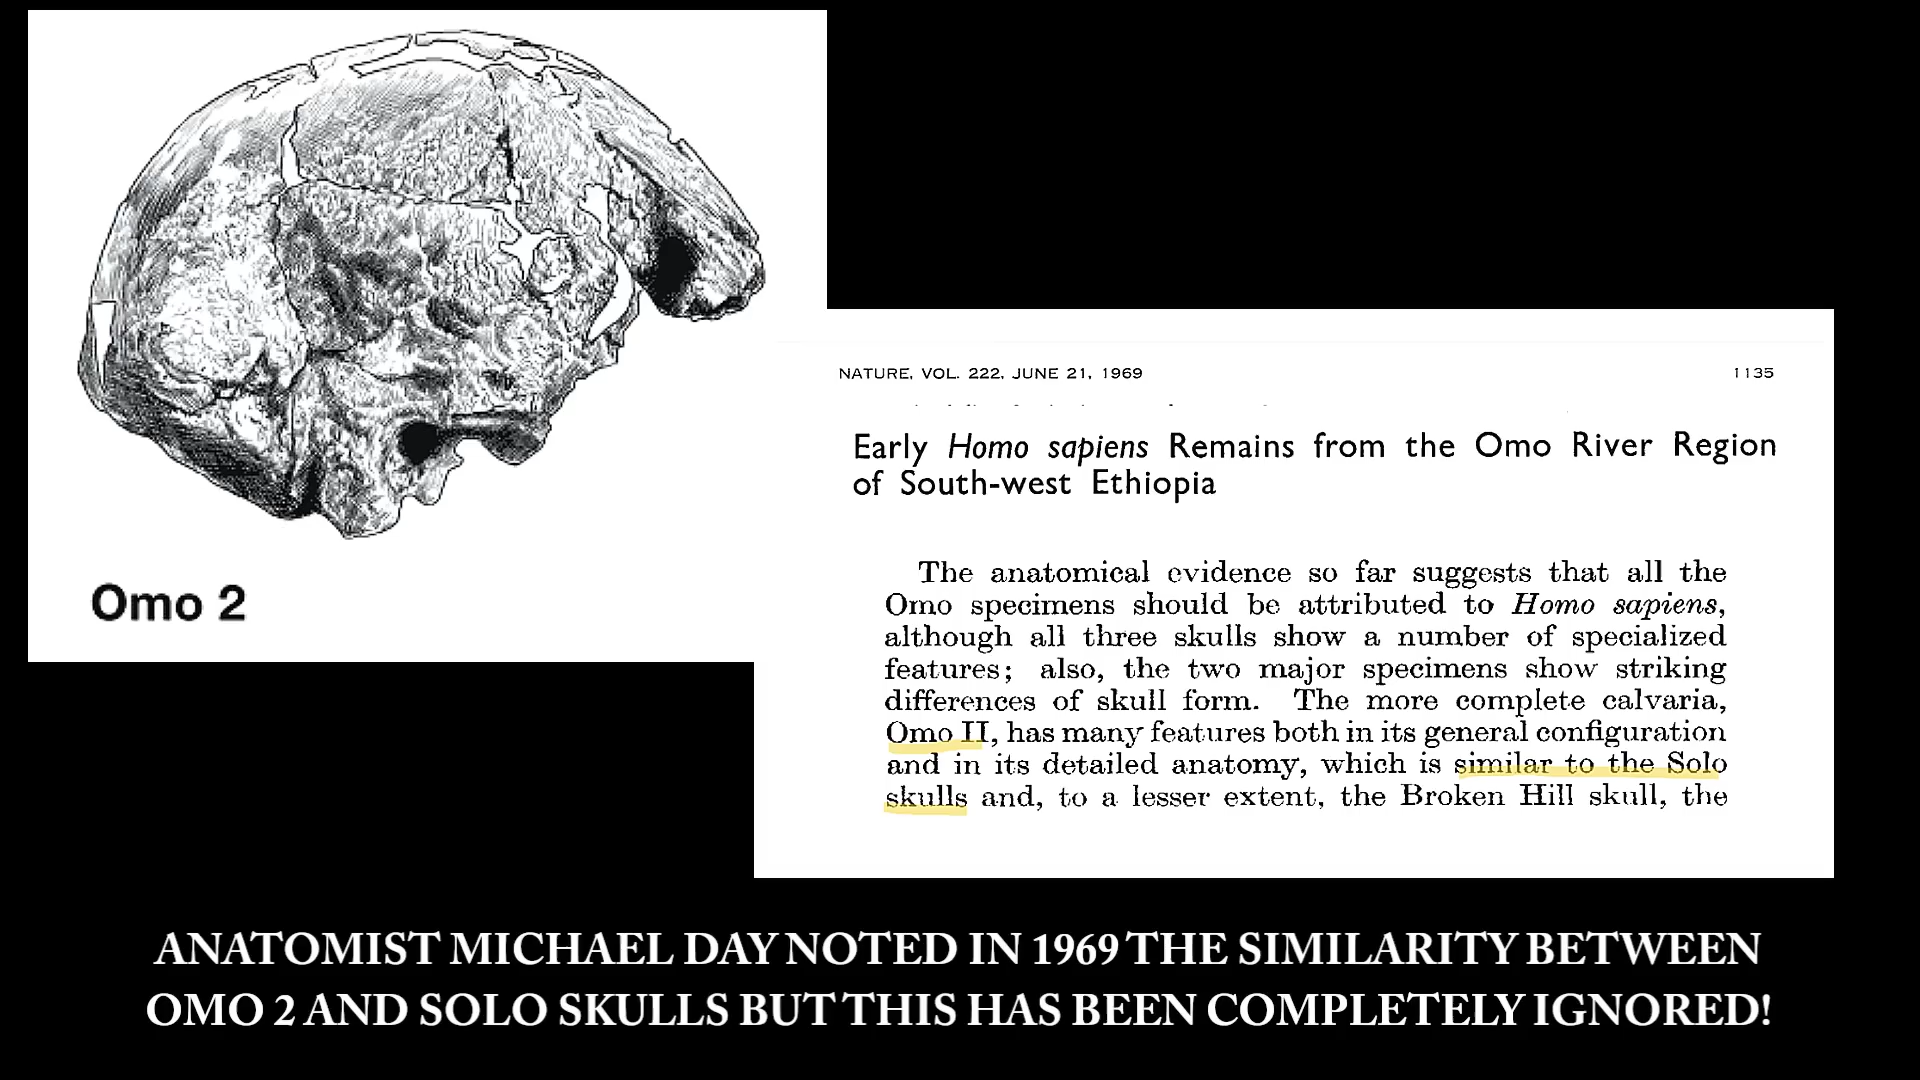 Omo 2
NATURE, VOL. 222, JUNE 21, 1969
1135
Early Homo sapiens Remains from the Omo River Region
of South-west Ethiopia
The anatomical evidence so far suggests that all the
Omo specimens should be attributed to Homo sapiens,
although all three skulls show a number of specialized
features; also, the two major specimens show striking
differences of skull form. The more complete calvaria,
Omo II, has many features both in its general configuration
and in its detailed anatomy, which is similar to the Solo
skulls and, to a lesser extent, the Broken Hill skull, the
ANATOMIST MICHAEL DAY NOTED IN 1969 THE SIMILARITY BETWEEN
OMO 2 AND SOLO SKULLS BUT THIS HAS BEEN COMPLETELY IGNORED!